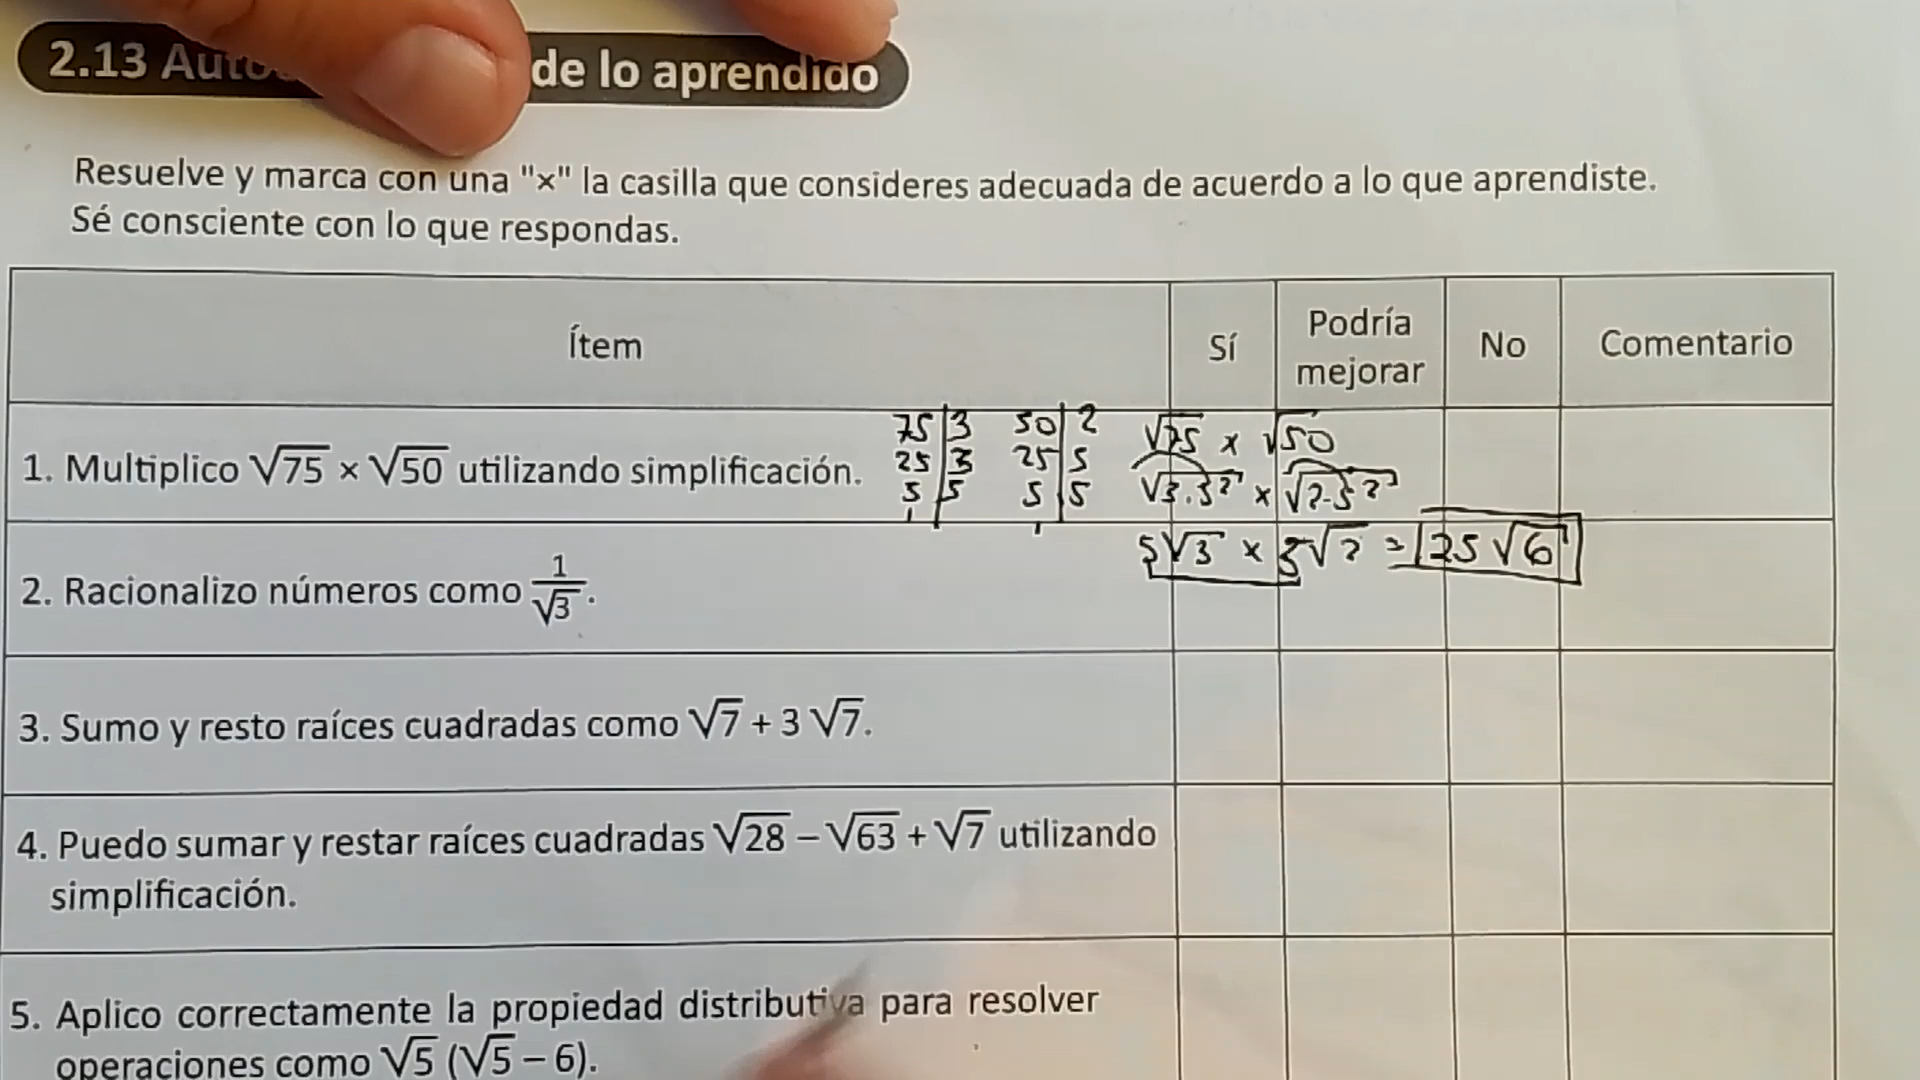 2.13 de lo aprendido
Resuelve y marca con una "x" la casilla que consideres adecuada de acuerdo a lo que aprendiste.
Sé consciente con lo que respondas.
Ítem Sí Podría mejorar No Comentario
1. Multiplico √75 × √50 utilizando simplificación.
75 | 3
25 | 5
5 | 5
1
50 | 2
25 | 5
5 | 5
1
√75 × √50
√3·5² × √2·5²
5√3 × 5√2 = 25√6
2. Racionalizo números como 1/√3.
3. Sumo y resto raíces cuadradas como √7 + 3√7.
4. Puedo sumar y restar raíces cuadradas √28 – √63 + √7 utilizando
simplificación.
5. Aplico correctamente la propiedad distributiva para resolver
operaciones como √5 (√5 – 6).